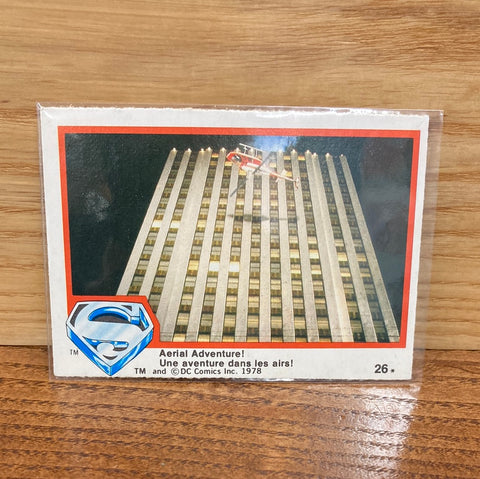 Aerial Adventure!
Une aventure dans les airs!
TM
TM and ©DC Comics Inc. 1978
26*